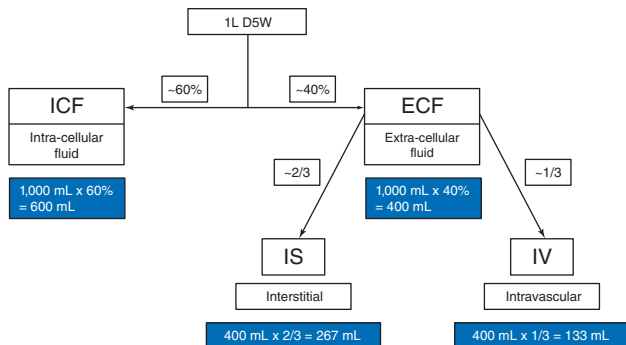 1L D5W
~60%
~40%
ICF
Intra-cellular
fluid
ECF
Extra-cellular
fluid
1,000 mL x 60%
= 600 mL
1,000 mL x 40%
= 400 mL
~2/3
~1/3
IS
Interstitial
IV
Intravascular
400 mL x 2/3 = 267 mL
400 mL x 1/3 = 133 mL